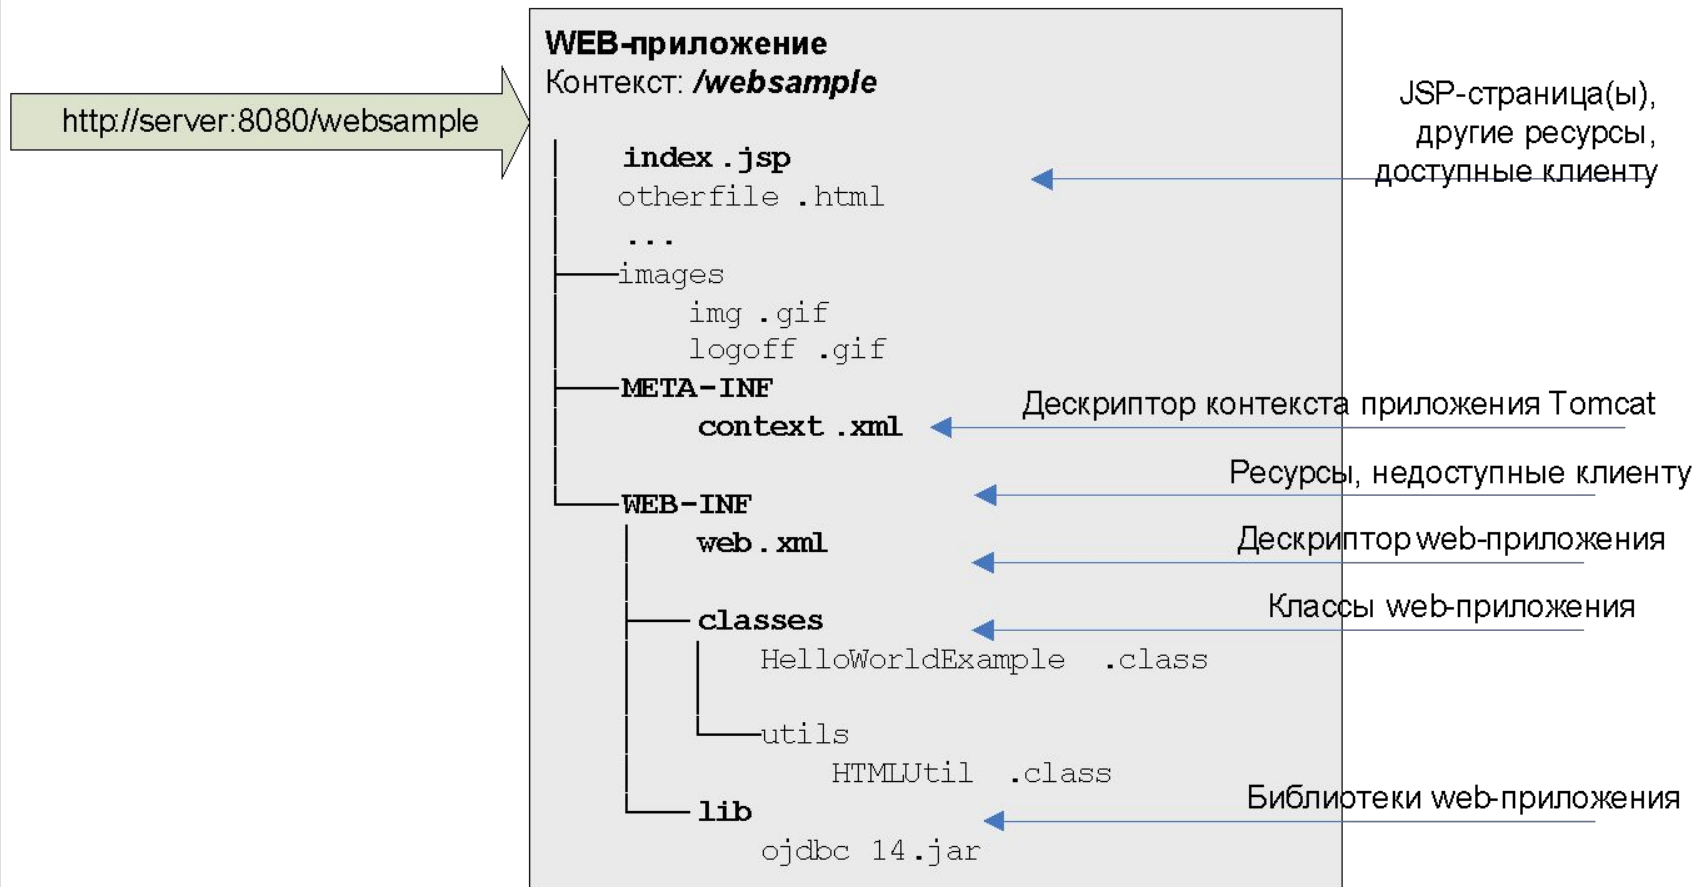 WEB-приложение
Контекст: /websample
http://server:8080/websample
JSP-страница(ы),
другие ресурсы,
доступные клиенту
index.jsp
otherfile .html
...
images
img .gif
logoff .gif
META-INF
context .xml
Дескриптор контекста приложения Tomcat
Ресурсы, недоступные клиенту
WEB-INF
web.xml
Дескриптор web-приложения
Классы web-приложения
classes
HelloWorldExample .class
utils
HTMLUtil .class
Библиотеки web-приложения
lib
ojdbc 14.jar